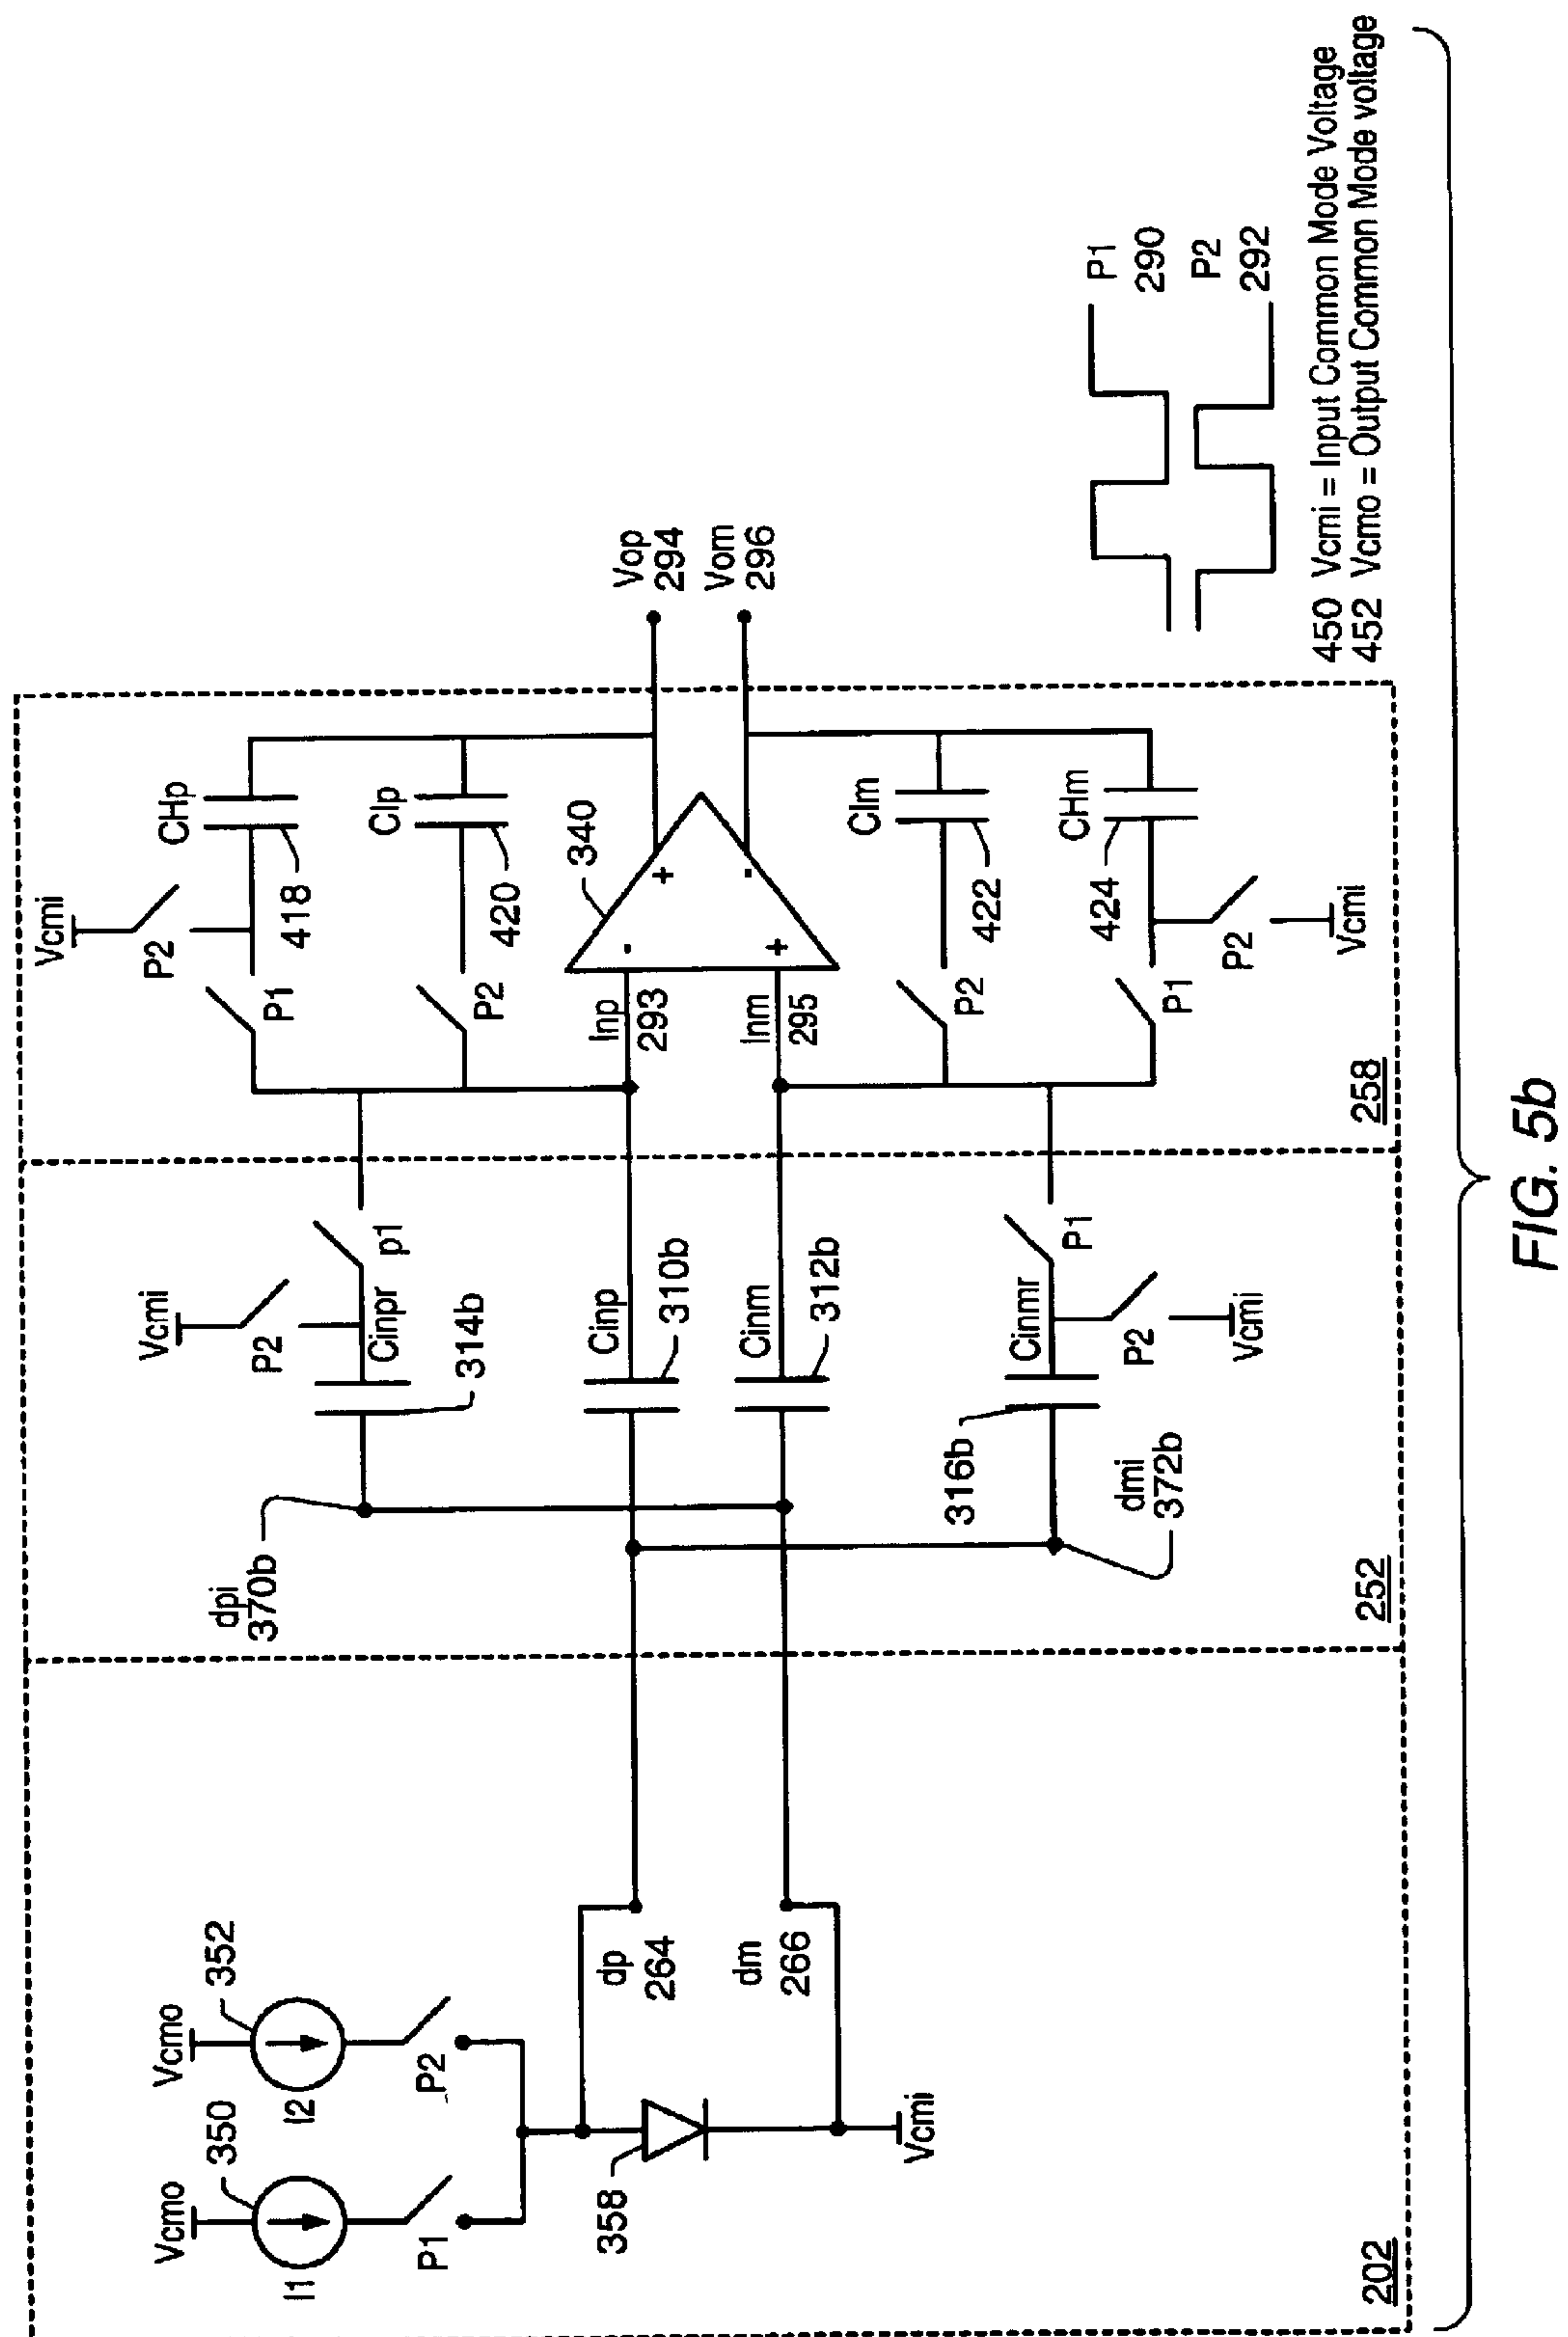 Vcmo
350
I1
P1
Vcmo
352
I2
P2
358
Vcmi
dp
264
dm
266
202
dpi
370b
Vcmi
P2
Cinpr
p1
314b
Cinp
310b
Cinm
312b
316b
Cinmr
P1
P2
Vcmi
dmi
372b
252
Vcmi
P2
P1
CHp
418
CIp
P2
420
340
Inp
293
Inm
295
-
+
+
-
CIm
P2
422
CHm
424
P1
P2
Vcmi
258
Vop
294
Vom
296
P1
290
P2
292
450 Vcmi = Input Common Mode Voltage
452 Vcmo = Output Common Mode voltage
FIG. 5b